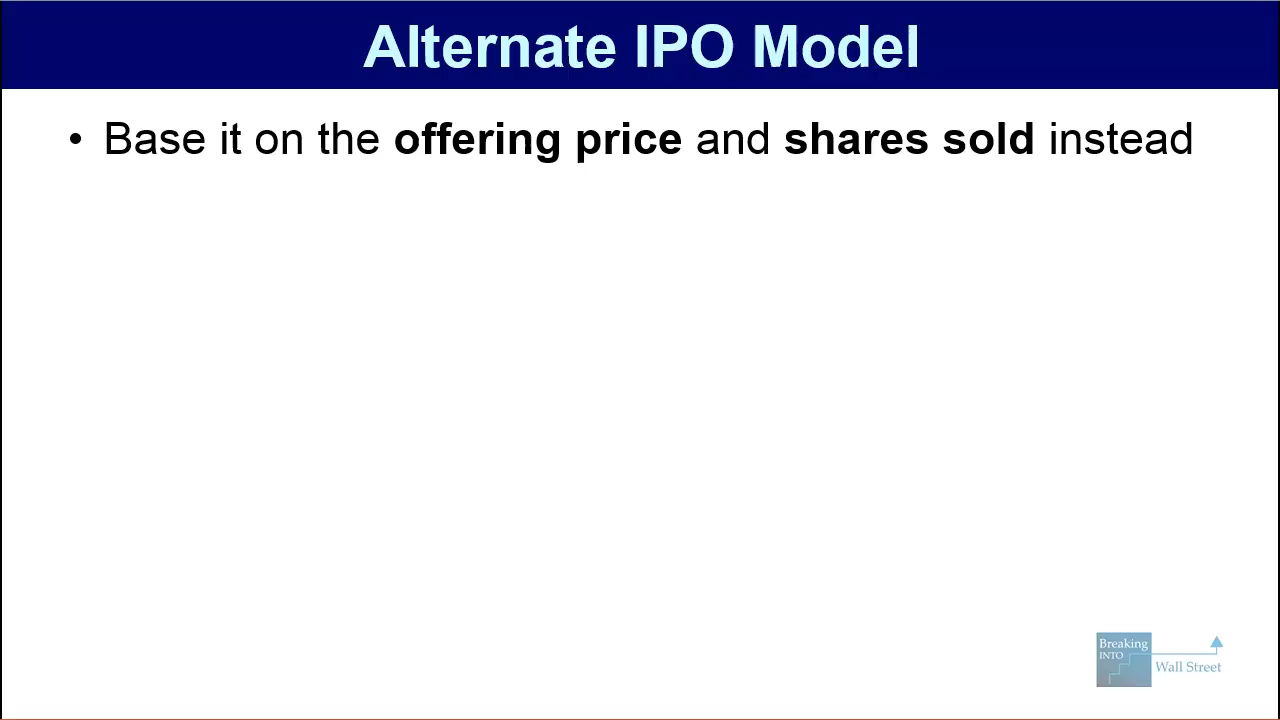 Alternate IPO Model
• Base it on the offering price and shares sold instead
Breaking
INTO
Wall Street